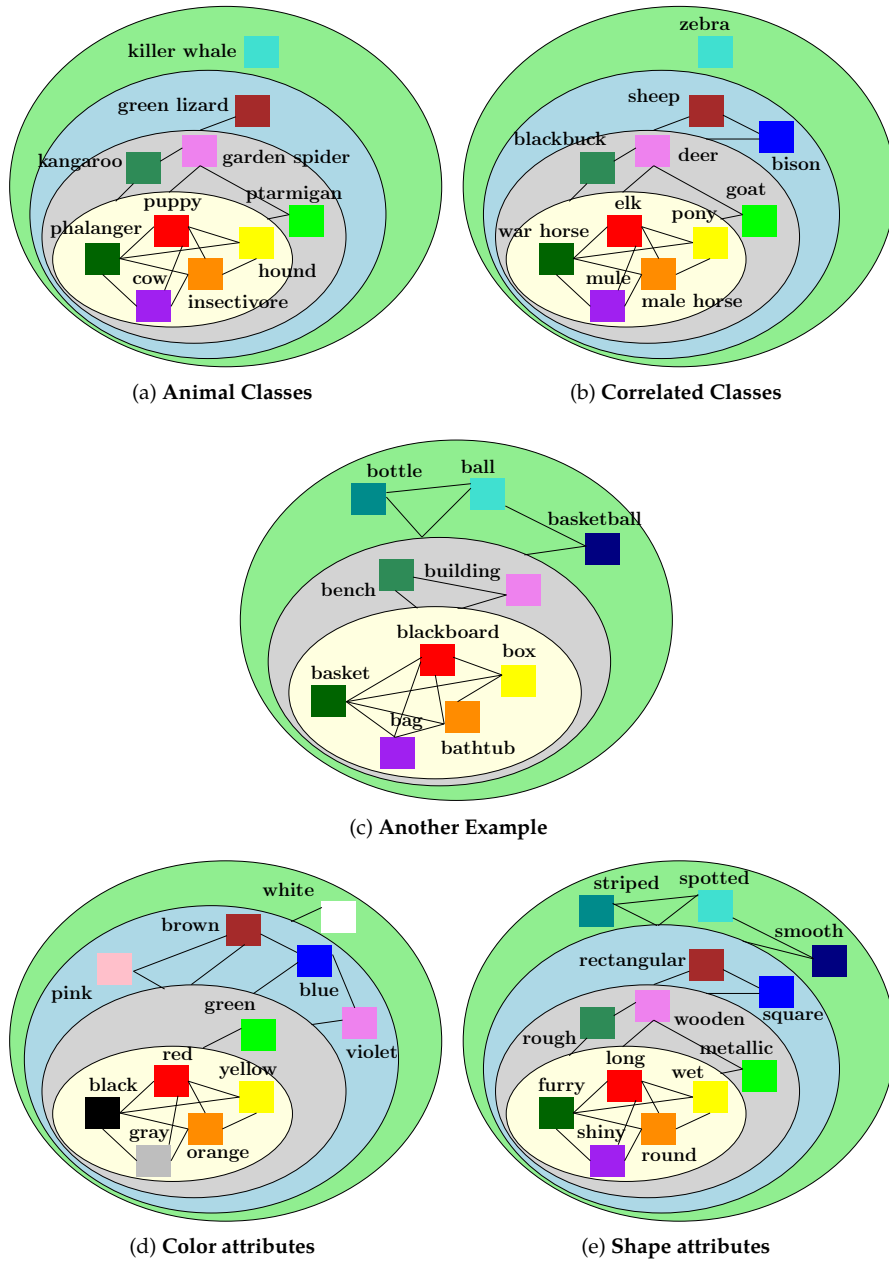 killer whale
green lizard
kangaroo
garden spider
ptarmigan
puppy
phalanger
cow
hound
insectivore
(a) Animal Classes
zebra
sheep
blackbuck
deer
bison
goat
elk
pony
war horse
mule
male horse
(b) Correlated Classes
bottle
ball
basketball
building
bench
blackboard
box
basket
bag
bathtub
(c) Another Example
white
brown
pink
blue
green
violet
red
yellow
black
gray
orange
(d) Color attributes
striped
spotted
smooth
rectangular
square
wooden
rough
metallic
long
wet
furry
shiny
round
(e) Shape attributes